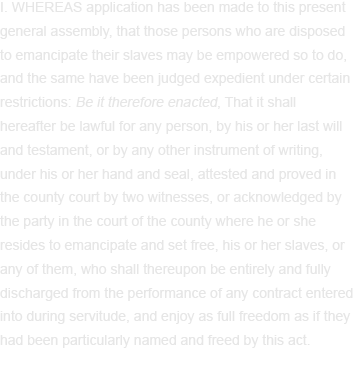 I. WHEREAS application has been made to this present
general assembly, that those persons who are disposed
to emancipate their slaves may be empowered so to do,
and the same have been judged expedient under certain
restrictions: Be it therefore enacted, That it shall
hereafter be lawful for any person, by his or her last will
and testament, or by any other instrument of writing,
under his or her hand and seal, attested and proved in
the county court by two witnesses, or acknowledged by
the party in the court of the county where he or she
resides to emancipate and set free, his or her slaves, or
any of them, who shall thereupon be entirely and fully
discharged from the performance of any contract entered
into during servitude, and enjoy as full freedom as if they
had been particularly named and freed by this act.